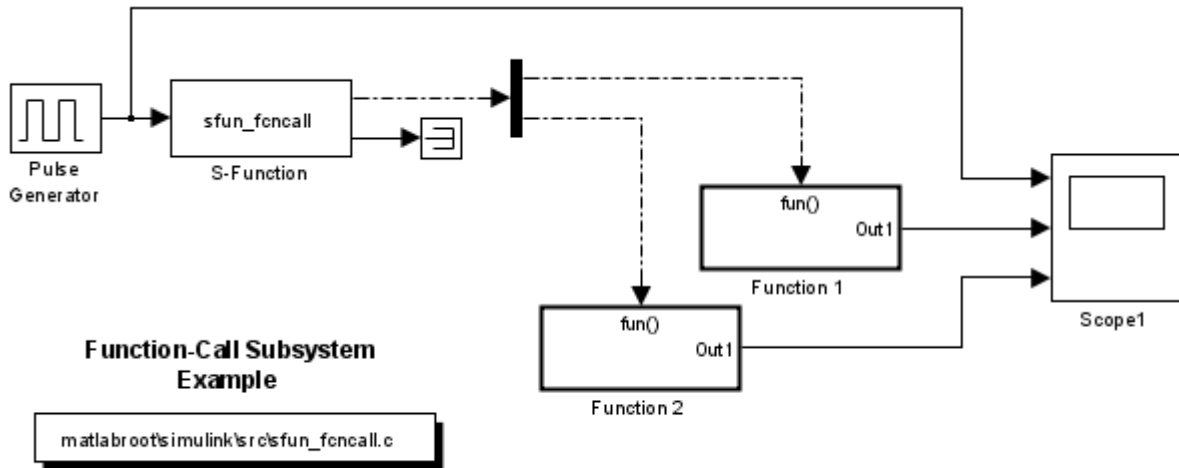 sfun_fcncall
Pulse
Generator
S-Function
fun()
Out1
Function 1
fun()
Out1
Function 2
Scope1
Function-Call Subsystem
Example
matlabroot\simulink\src\sfun_fcncall.c